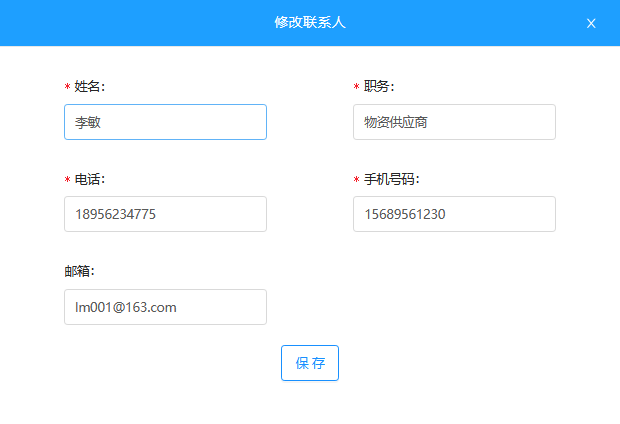 修改联系人 X
* 姓名: * 职务:
李敏 物资供应商
* 电话: * 手机号码:
18956234775 15689561230
邮箱:
lm001@163.com
保存